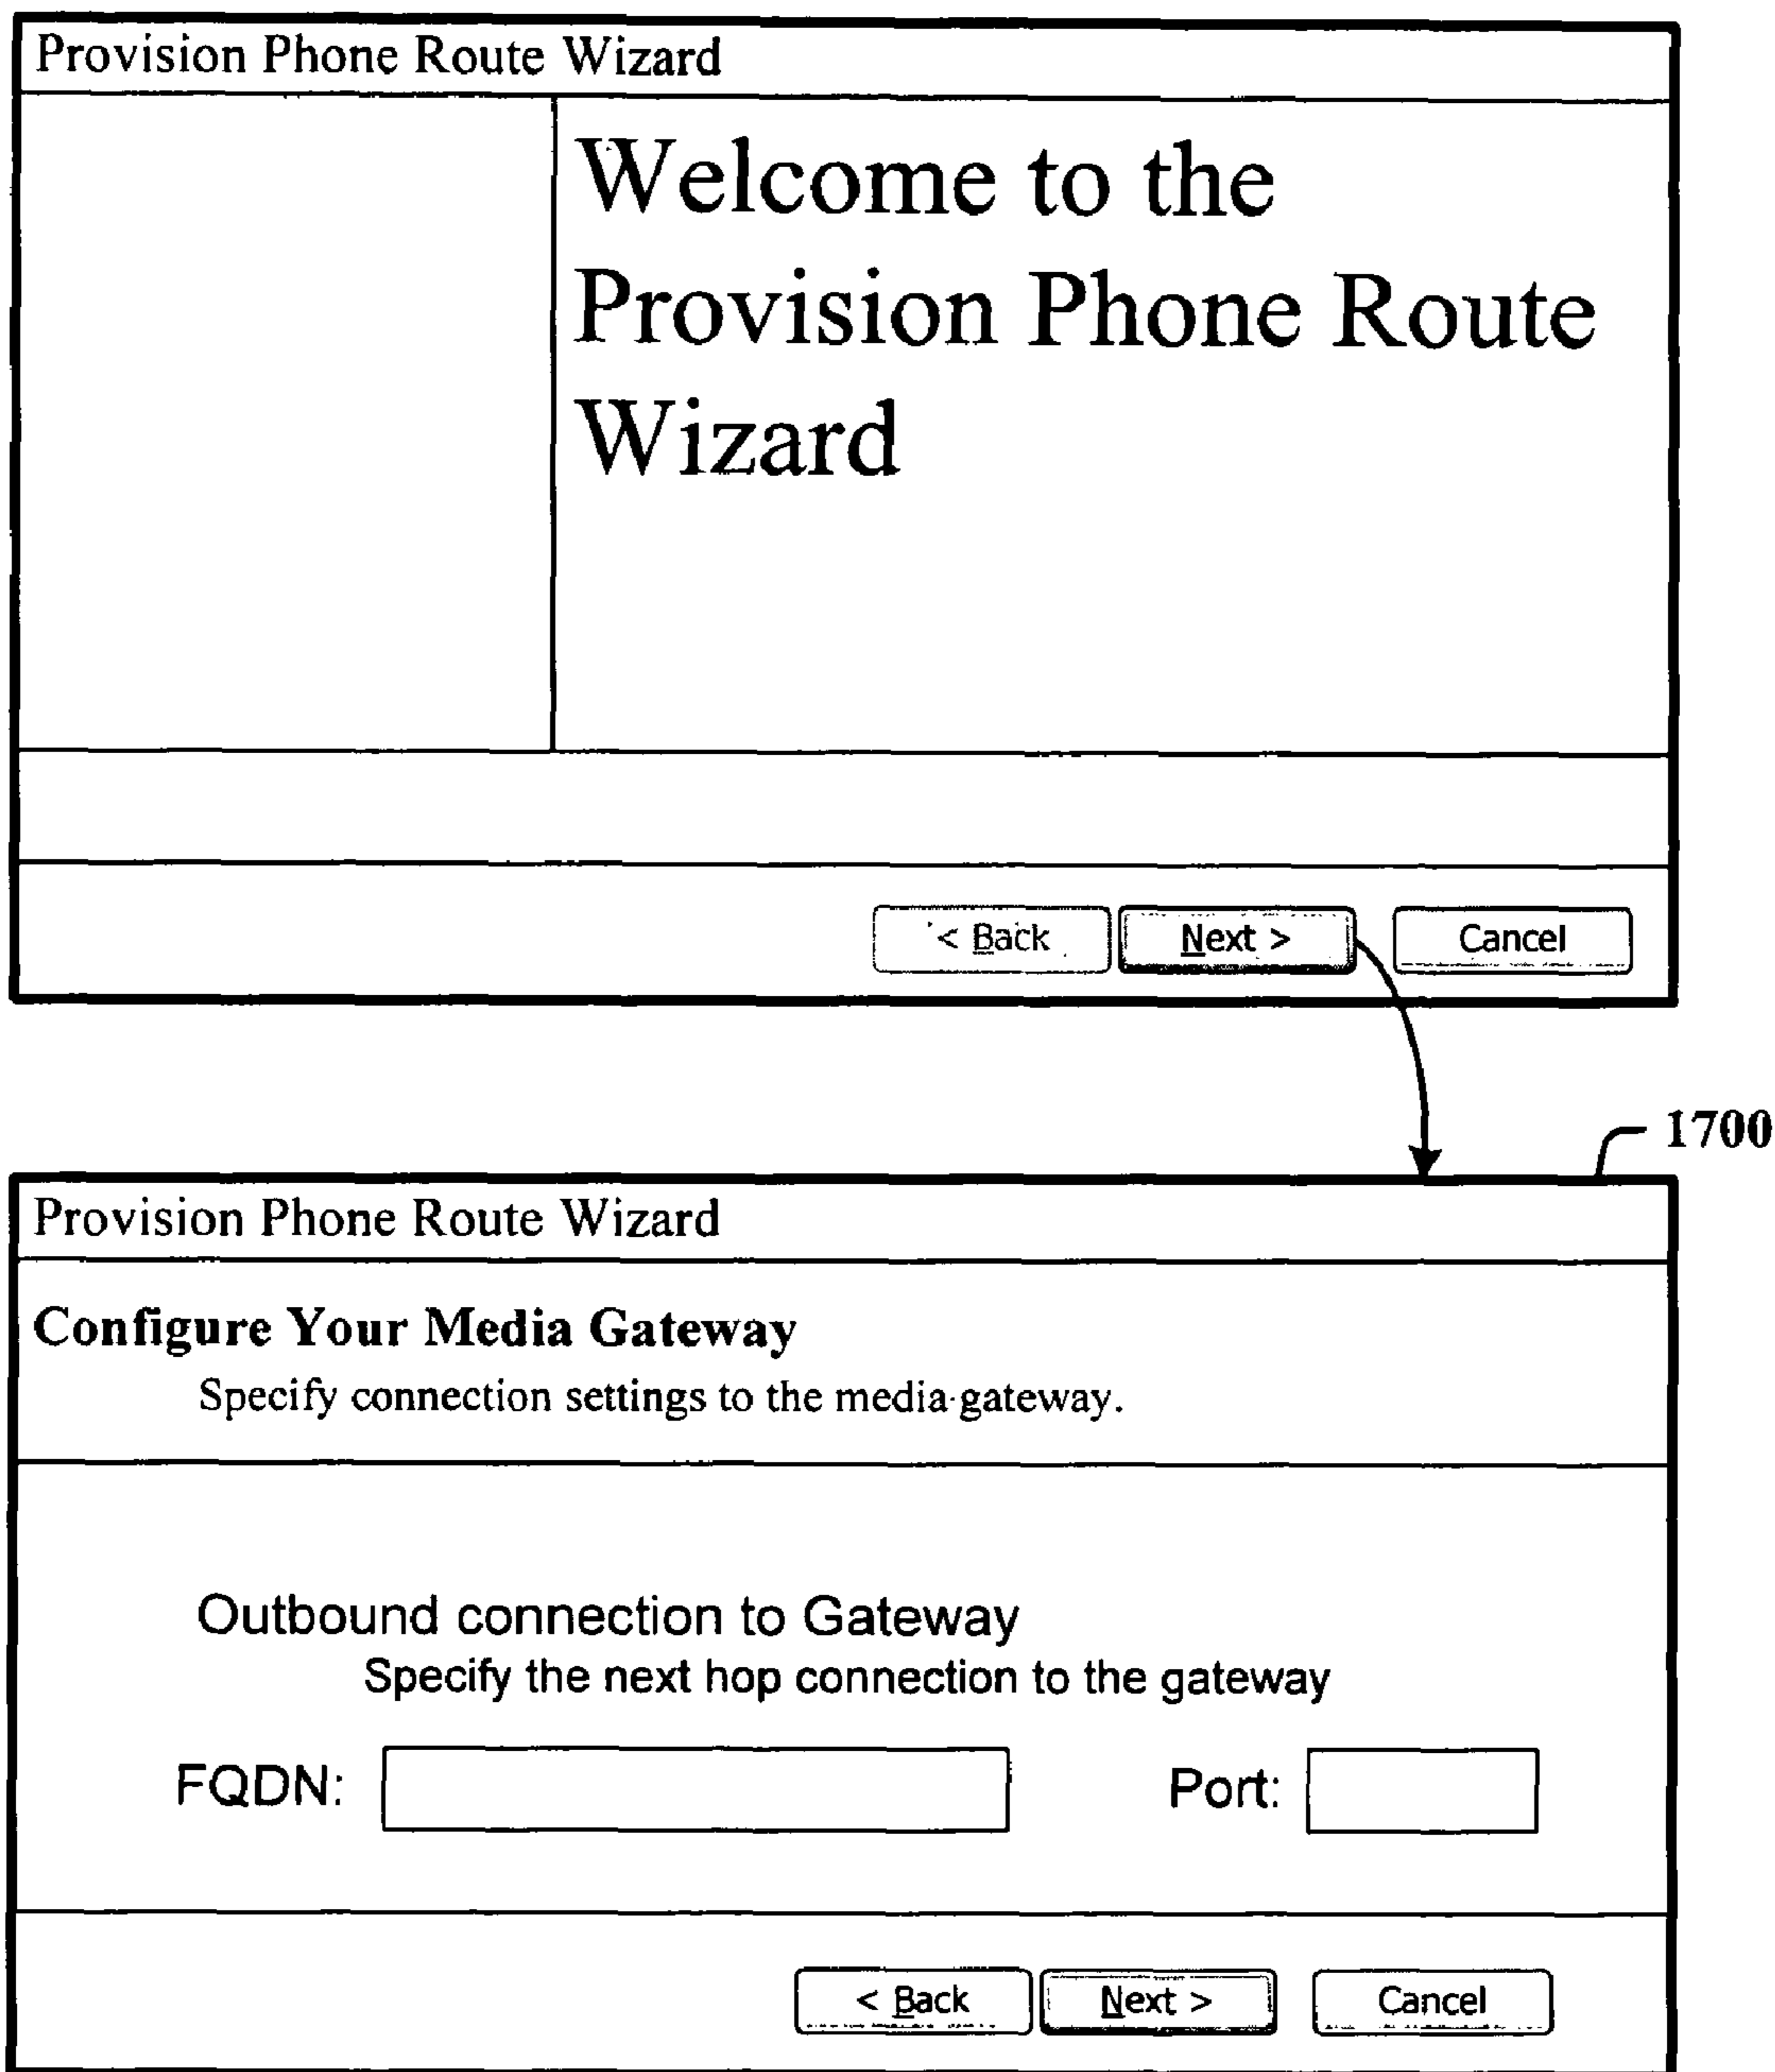 Provision Phone Route Wizard
Welcome to the
Provision Phone Route
Wizard
< Back Next > Cancel
1700
Provision Phone Route Wizard
Configure Your Media Gateway
Specify connection settings to the media gateway.
Outbound connection to Gateway
Specify the next hop connection to the gateway
FQDN: Port:
< Back Next > Cancel